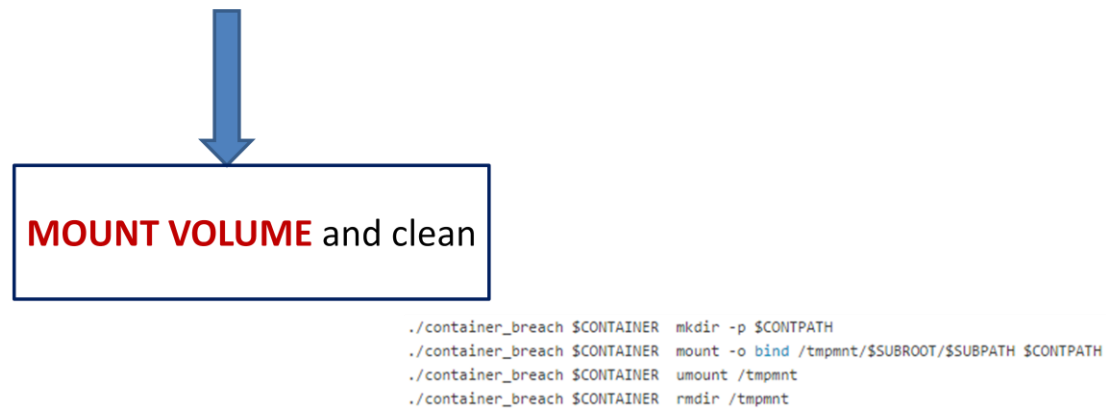 MOUNT VOLUME and clean
./container_breach $CONTAINER mkdir -p $CONTPATH
./container_breach $CONTAINER mount -o bind /tmpmnt/$SUBROOT/$SUBPATH $CONTPATH
./container_breach $CONTAINER umount /tmpmnt
./container_breach $CONTAINER rmdir /tmpmnt